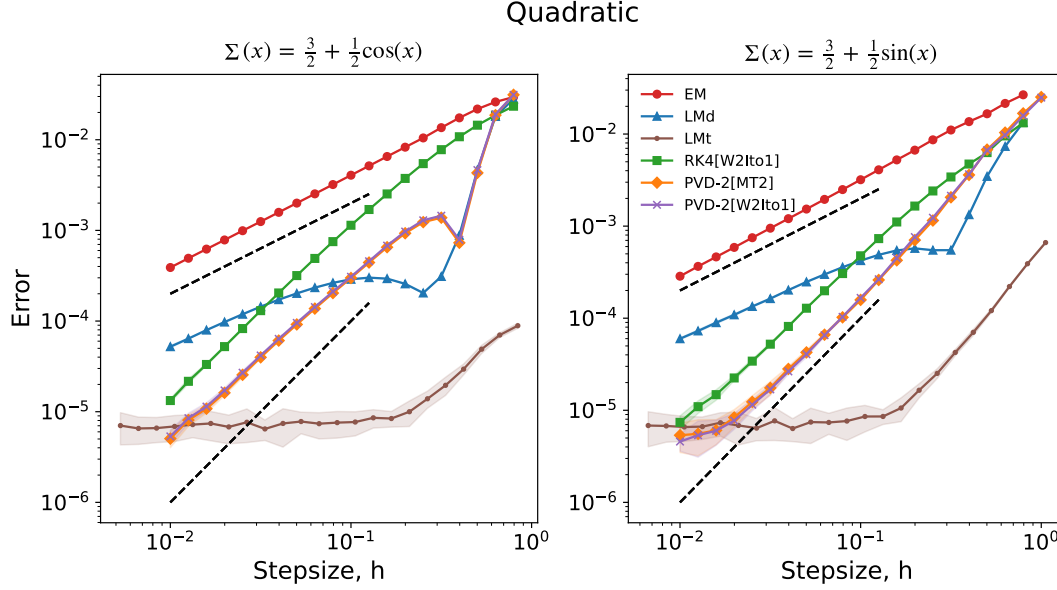 Quadratic
Σ(x) = 3/2 + 1/2 cos(x)
Σ(x) = 3/2 + 1/2 sin(x)
Error
10⁻²
10⁻³
10⁻⁴
10⁻⁵
10⁻⁶
10⁻²
10⁻¹
10⁰
Stepsize, h
EM
LMd
LMt
RK4[W2Ito1]
PVD-2[MT2]
PVD-2[W2Ito1]
10⁻²
10⁻³
10⁻⁴
10⁻⁵
10⁻⁶
10⁻²
10⁻¹
10⁰
Stepsize, h